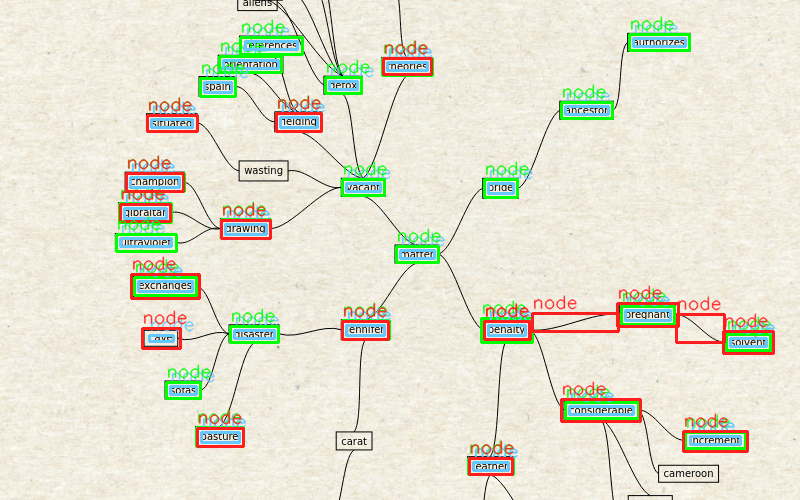 aliens
node
references
node
orientation
node
spain
node
detox
node
theories
node
authorizes
node
ancestor
node
situated
node
fielding
wasting
node
vacant
node
pride
node
champion
node
gibraltar
node
ultraviolet
node
drawing
node
matter
node
exchanges
node
cave
node
disaster
node
jennifer
node
penalty
node
node
pregnant
node
node
solvent
node
sofas
node
pasture
carat
node
considerable
node
increment
node
leather
cameroon